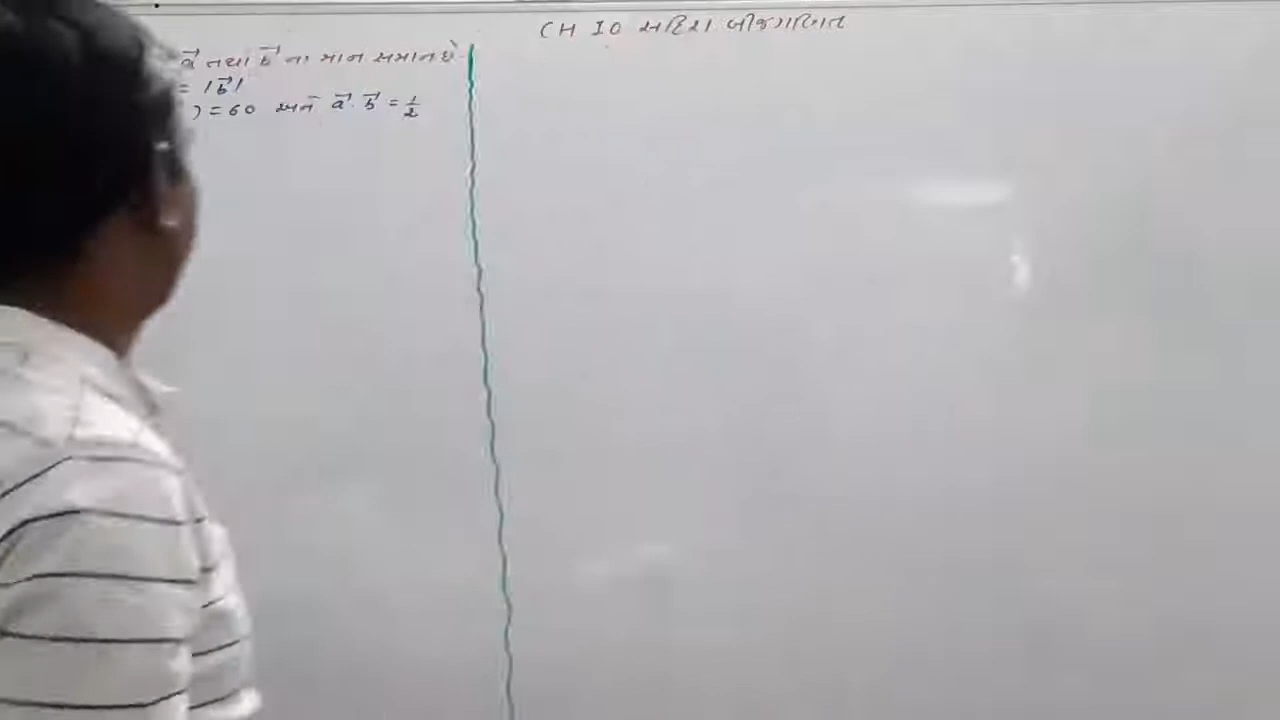 CH 10 સદિશ બીજગણિત
a⃗ તથા b⃗ ના માન સમાન છે
= |b⃗|
) = 60 અને a⃗. b⃗ = 1/2